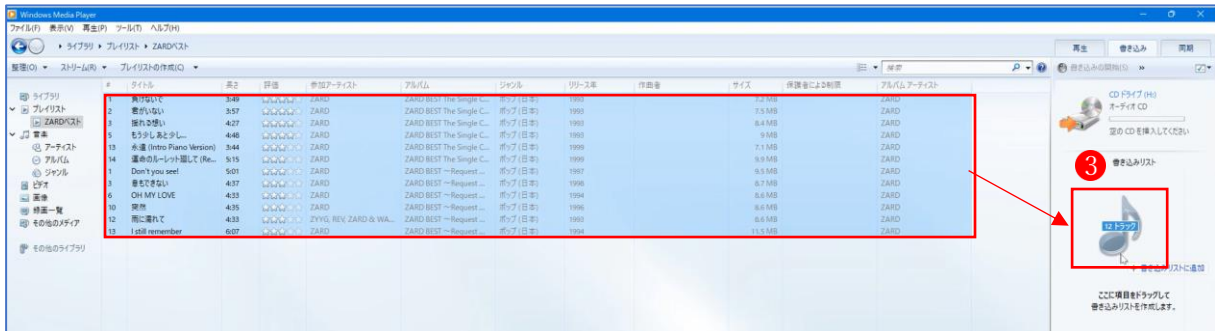 Windows Media Player
ファイル(F) 表示(V) 再生(P) ツール(T) ヘルプ(H)
ライブラリ ▸ プレイリスト ▸ ZARDベスト
再生 書き込み 同期
整理(O) ストリーム(R) プレイリストの作成(C) 検索 書き込みの開始(S) »
# タイトル 長さ 評価 参加アーティスト アルバム ジャンル リリース年 作曲者 サイズ 保護者による制限 アルバム アーティスト
ライブラリ
プレイリスト
ZARDベスト
音楽
アーティスト
アルバム
ジャンル
ビデオ
画像
録画一覧
その他のメディア
その他のライブラリ
1 負けないで 3:49 ZARD ZARD BEST The Single C... ポップ (日本) 1993 7.2 MB ZARD
2 君がいない 3:57 ZARD ZARD BEST The Single C... ポップ (日本) 1993 7.5 MB ZARD
3 揺れる想い 4:27 ZARD ZARD BEST The Single C... ポップ (日本) 1993 8.4 MB ZARD
5 もう少し あと少し... 4:48 ZARD ZARD BEST The Single C... ポップ (日本) 1993 9 MB ZARD
13 永遠 (Intro Piano Version) 3:44 ZARD ZARD BEST The Single C... ポップ (日本) 1999 7.1 MB ZARD
14 運命のルーレット廻して (Re... 5:15 ZARD ZARD BEST The Single C... ポップ (日本) 1999 9.9 MB ZARD
1 Don't you see! 5:01 ZARD ZARD BEST ～Request ... ポップ (日本) 1997 9.5 MB ZARD
3 息もできない 4:37 ZARD ZARD BEST ～Request ... ポップ (日本) 1998 8.7 MB ZARD
6 OH MY LOVE 4:33 ZARD ZARD BEST ～Request ... ポップ (日本) 1994 8.6 MB ZARD
10 突然 4:35 ZARD ZARD BEST ～Request ... ポップ (日本) 1996 8.6 MB ZARD
12 雨に濡れて 4:33 ZYYG, REV, ZARD & WA... ZARD BEST ～Request ... ポップ (日本) 1993 8.6 MB ZARD
13 I still remember 6:07 ZARD ZARD BEST ～Request ... ポップ (日本) 1994 11.5 MB ZARD
CD ドライブ (H:)
オーディオ CD
空の CD を挿入してください
書き込みリスト
3
12 トラック
+ 書き込みリストに追加
ここに項目をドラッグして
書き込みリストを作成します。